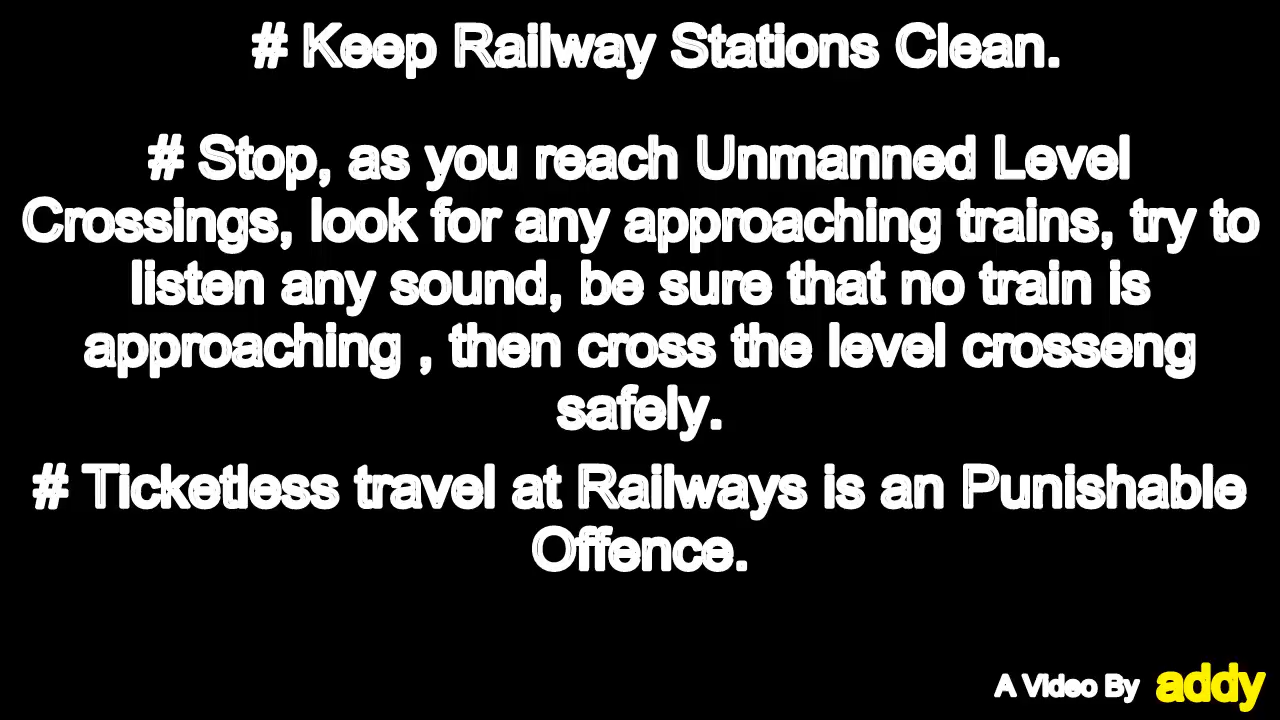 # Keep Railway Stations Clean.
# Stop, as you reach Unmanned Level
Crossings, look for any approaching trains, try to
listen any sound, be sure that no train is
approaching , then cross the level crosseng
safely.
# Ticketless travel at Railways is an Punishable
Offence.
A Video By addy